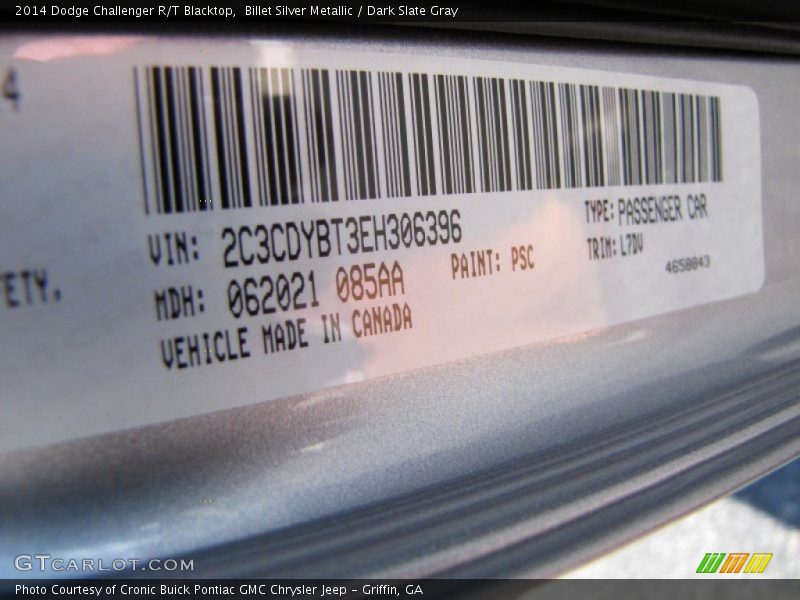 2014 Dodge Challenger R/T Blacktop,  Billet Silver Metallic / Dark Slate Gray
4
VIN: 2C3CDYBT3EH306396
TYPE: PASSENGER CAR
ETY,
MDH: 062021 085AA
PAINT: PSC
TRIM: L7DV
4650843
VEHICLE MADE IN CANADA
GTCARLOT.COM
Photo Courtesy of Cronic Buick Pontiac GMC Chrysler Jeep - Griffin, GA